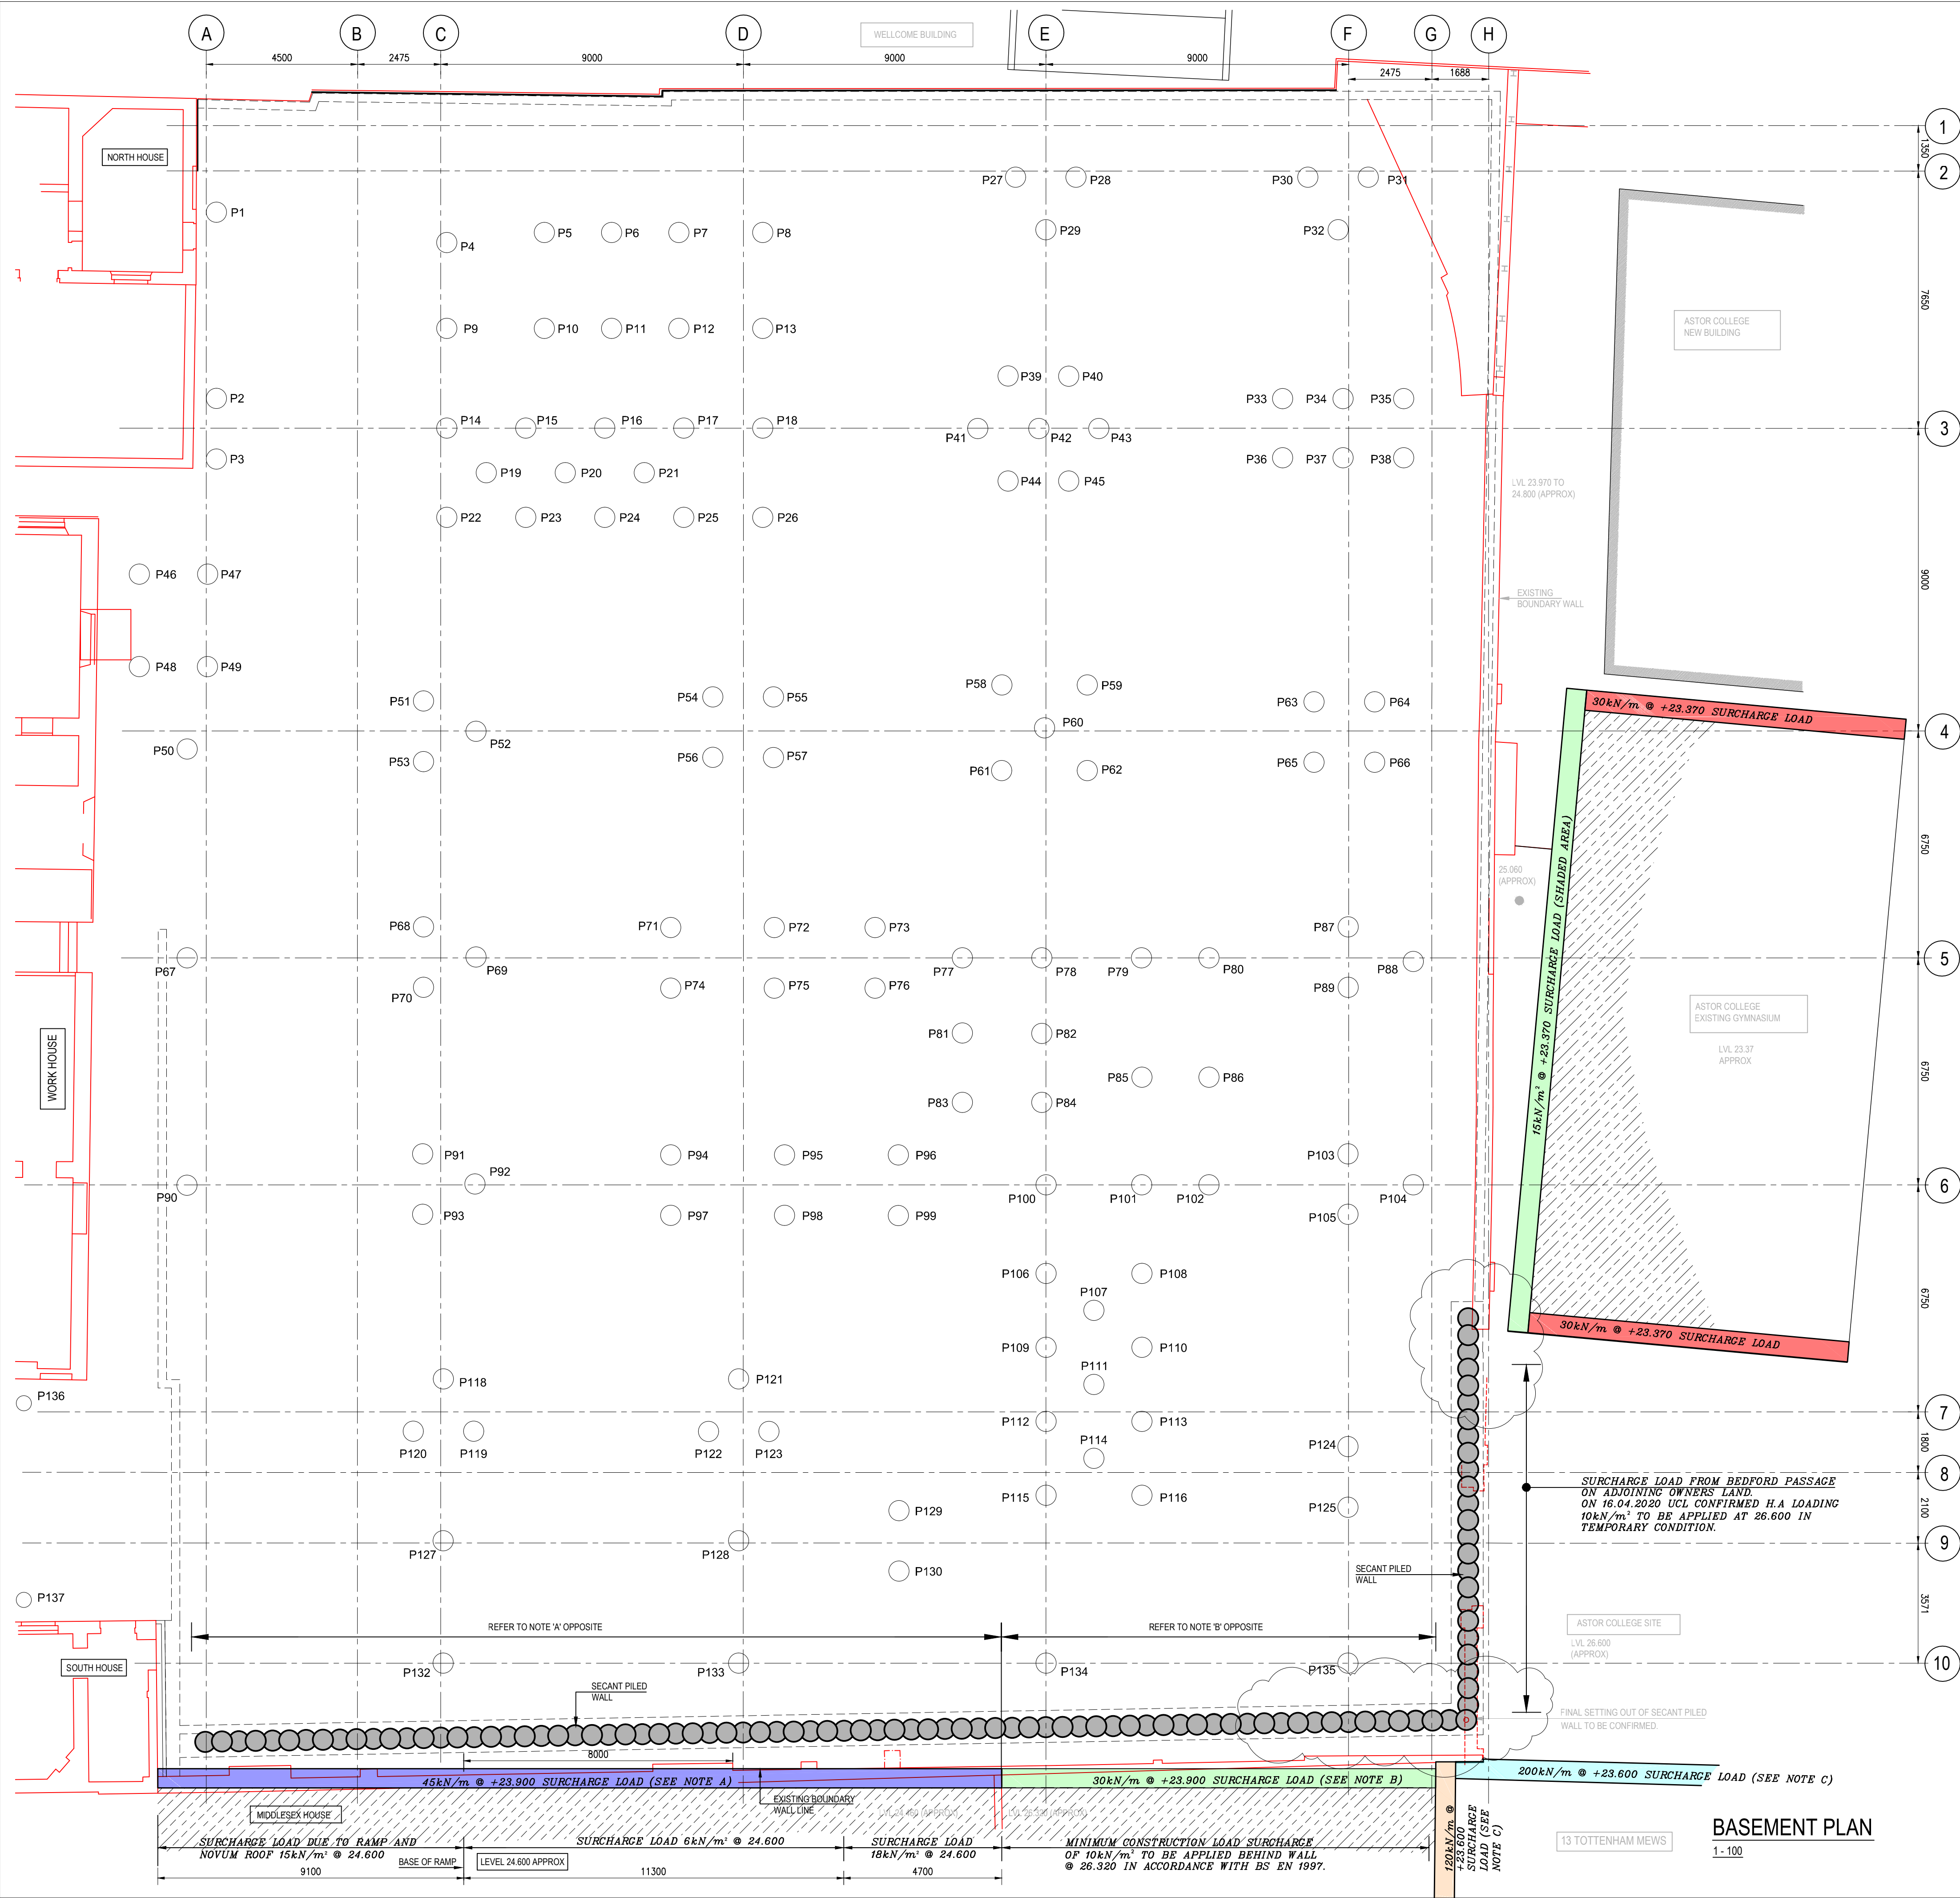 A
B
C
D
E
F
G
H
4500
2475
9000
9000
9000
2475
1688
WELLCOME BUILDING
1
1350
2
NORTH HOUSE
P27
P28
P30
P31
P1
P4
P5
P6
P7
P8
P29
P32
7650
P9
P10
P11
P12
P13
ASTOR COLLEGE
NEW BUILDING
P39
P40
P2
P33
P34
P35
P14
P15
P16
P17
P18
P41
P42
P43
3
P3
P36
P37
P38
P19
P20
P21
P44
P45
LVL 23.970 TO
24.800 (APPROX)
P22
P23
P24
P25
P26
P46
P47
9000
EXISTING
BOUNDARY WALL
P48
P49
P58
P59
P51
P54
P55
P63
P64
30kN/m @ +23.370 SURCHARGE LOAD
P60
4
P50
P52
P53
P56
P57
P61
P62
P65
P66
6750
15kN/m² @ +23.370 SURCHARGE LOAD (SHADED AREA)
25.060
(APPROX)
P68
P71
P72
P73
P87
P67
P69
P77
P78
P79
P80
P88
5
P70
P74
P75
P76
P89
ASTOR COLLEGE
EXISTING GYMNASIUM
LVL 23.37
APPROX
WORK HOUSE
P81
P82
P85
P86
6750
P83
P84
P91
P94
P95
P96
P103
P92
P90
P100
P101
P102
P104
6
P93
P97
P98
P99
P105
P106
P108
P107
6750
30kN/m @ +23.370 SURCHARGE LOAD
P109
P110
P111
P118
P121
P136
P112
P113
7
P120
P119
P122
P123
P114
P124
1800
8
SURCHARGE LOAD FROM BEDFORD PASSAGE
ON ADJOINING OWNERS LAND.
ON 16.04.2020 UCL CONFIRMED H.A LOADING
10kN/m² TO BE APPLIED AT 26.600 IN
TEMPORARY CONDITION.
P115
P116
P125
P129
2100
P127
P128
9
P130
SECANT PILED
WALL
P137
3571
REFER TO NOTE 'A' OPPOSITE
REFER TO NOTE 'B' OPPOSITE
ASTOR COLLEGE SITE
LVL 26.600
(APPROX)
SOUTH HOUSE
P132
P133
P134
P135
10
SECANT PILED
WALL
FINAL SETTING OUT OF SECANT PILED
WALL TO BE CONFIRMED.
8000
45kN/m @ +23.900 SURCHARGE LOAD (SEE NOTE A)
30kN/m @ +23.900 SURCHARGE LOAD (SEE NOTE B)
200kN/m @ +23.600 SURCHARGE LOAD (SEE NOTE C)
EXISTING BOUNDARY
WALL LINE
MIDDLESEX HOUSE
120kN/m @
+23.600
SURCHARGE
LOAD (SEE
NOTE C)
SURCHARGE LOAD DUE TO RAMP AND
NOVUM ROOF 15kN/m² @ 24.600
SURCHARGE LOAD 6kN/m² @ 24.600
SURCHARGE LOAD
18kN/m² @ 24.600
MINIMUM CONSTRUCTION LOAD SURCHARGE
OF 10kN/m² TO BE APPLIED BEHIND WALL
@ 26.320 IN ACCORDANCE WITH BS EN 1997.
BASE OF RAMP
LEVEL 24.600 APPROX
9100
11300
4700
13 TOTTENHAM MEWS
BASEMENT PLAN
1 - 100